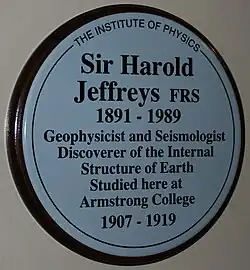 THE INSTITUTE OF PHYSICS
Sir Harold
Jeffreys FRS
1891 - 1989
Geophysicist and Seismologist
Discoverer of the Internal
Structure of Earth
Studied here at
Armstrong College
1907 - 1919